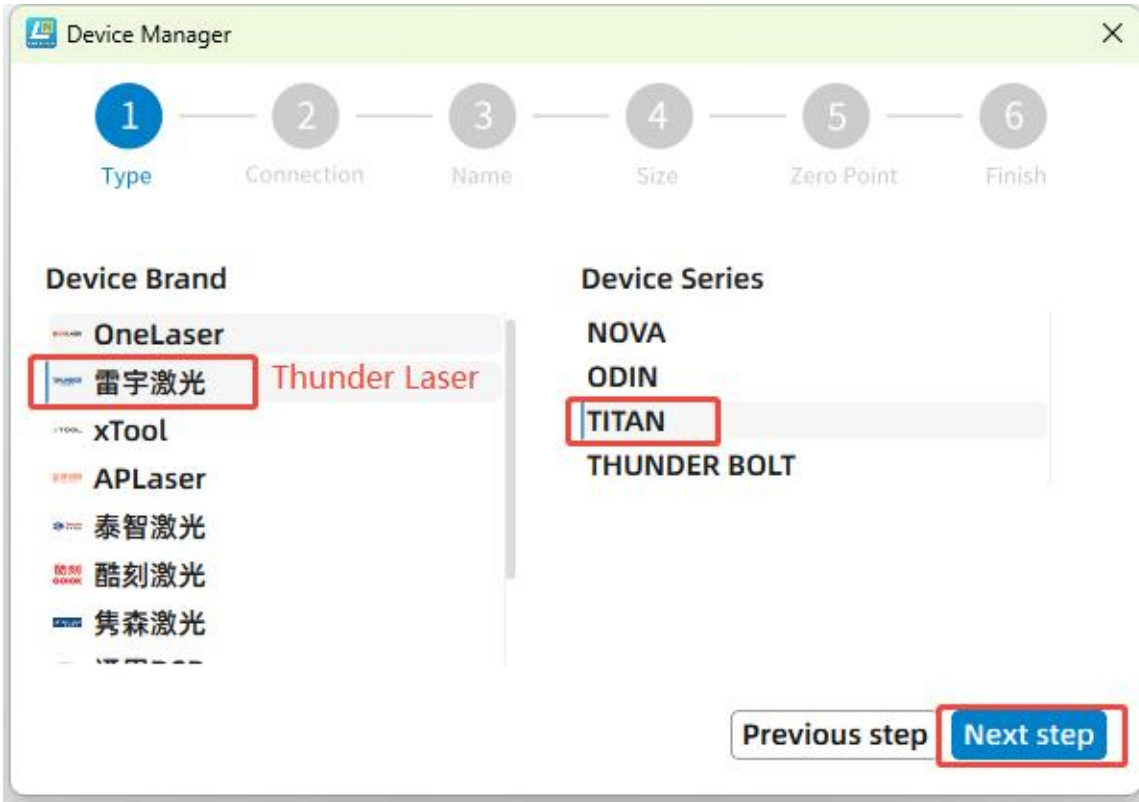 Device Manager
1
2
3
4
5
6
Type
Connection
Name
Size
Zero Point
Finish
Device Brand
OneLaser
雷宇激光
Thunder Laser
xTool
APLaser
泰智激光
酷刻激光
隽森激光
Device Series
NOVA
ODIN
TITAN
THUNDER BOLT
Previous step
Next step